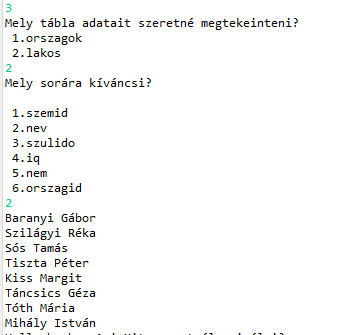 3
Mely tábla adatait szeretné megtekeinteni?
1.orszagok
2.lakos
2
Mely sorára kíváncsi?
1.szemid
2.nev
3.szulido
4.iq
5.nem
6.orszagid
2
Baranyi Gábor
Szilágyi Réka
Sós Tamás
Tiszta Péter
Kiss Margit
Táncsics Géza
Tóth Mária
Mihály István